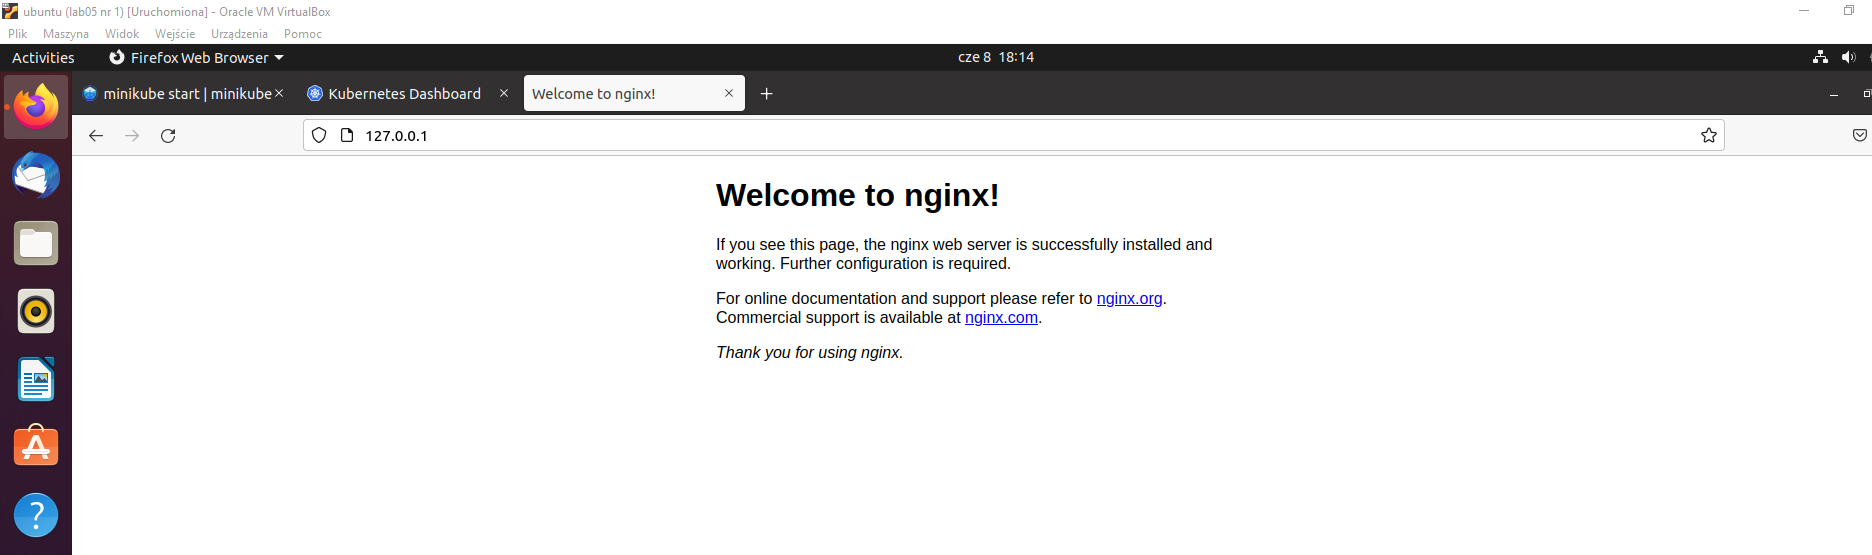 ubuntu (lab05 nr 1) [Uruchomiona] - Oracle VM VirtualBox
Plik Maszyna Widok Wejście Urządzenia Pomoc
Activities Firefox Web Browser cze 8 18:14
minikube start | minikube Kubernetes Dashboard Welcome to nginx!
127.0.0.1
Welcome to nginx!
If you see this page, the nginx web server is successfully installed and
working. Further configuration is required.
For online documentation and support please refer to nginx.org.
Commercial support is available at nginx.com.
Thank you for using nginx.